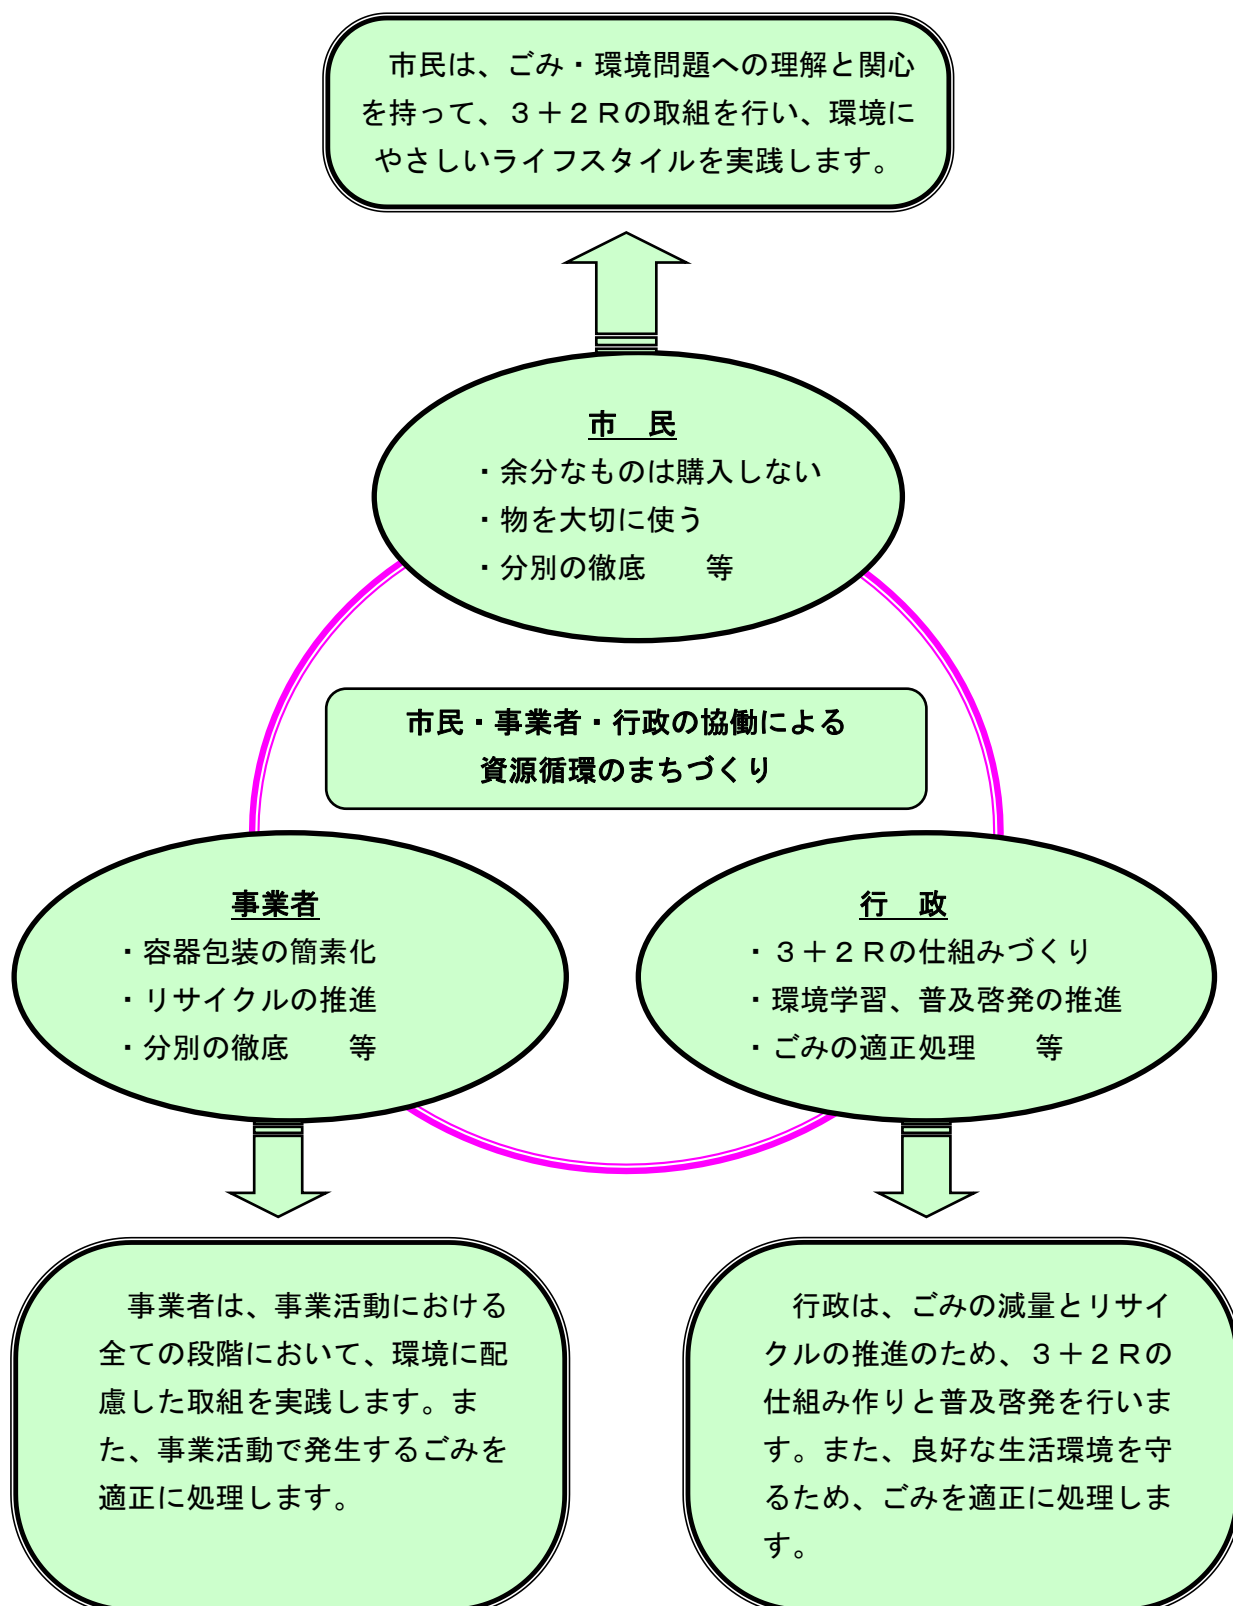 市民は、ごみ・環境問題への理解と関心
を持って、３＋２Ｒの取組を行い、環境に
やさしいライフスタイルを実践します。
市　民
・余分なものは購入しない
・物を大切に使う
・分別の徹底　　等
市民・事業者・行政の協働による
資源循環のまちづくり
事業者
・容器包装の簡素化
・リサイクルの推進
・分別の徹底　　等
行　政
・３＋２Ｒの仕組みづくり
・環境学習、普及啓発の推進
・ごみの適正処理　　等
事業者は、事業活動における
全ての段階において、環境に配
慮した取組を実践します。ま
た、事業活動で発生するごみを
適正に処理します。
行政は、ごみの減量とリサイ
クルの推進のため、３＋２Ｒの
仕組み作りと普及啓発を行いま
す。また、良好な生活環境を守
るため、ごみを適正に処理しま
す。